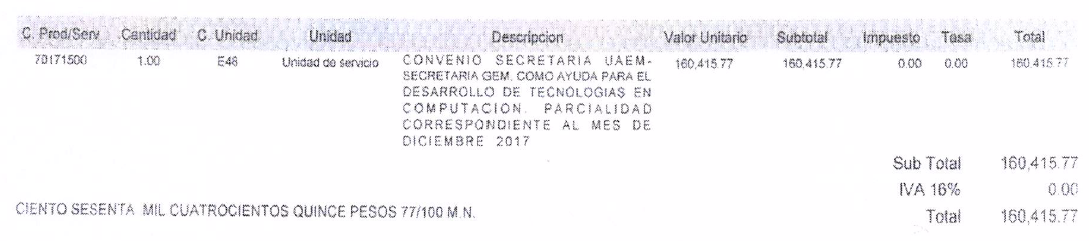 C. Prod/Serv Cantidad C. Unidad Unidad Descripcion Valor Unitario Subtotal Impuesto Tasa Total
70171500 1.00 E48 Unidad de servicio CONVENIO SECRETARIA UAEM- 160,415.77 160,415.77 0.00 0.00 160,415.77
SECRETARIA GEM, COMO AYUDA PARA EL
DESARROLLO DE TECNOLOGIAS EN
COMPUTACION. PARCIALIDAD
CORRESPONDIENTE AL MES DE
DICIEMBRE 2017
Sub Total 160,415.77
IVA 16% 0.00
CIENTO SESENTA MIL CUATROCIENTOS QUINCE PESOS 77/100 M.N.
Total 160,415.77